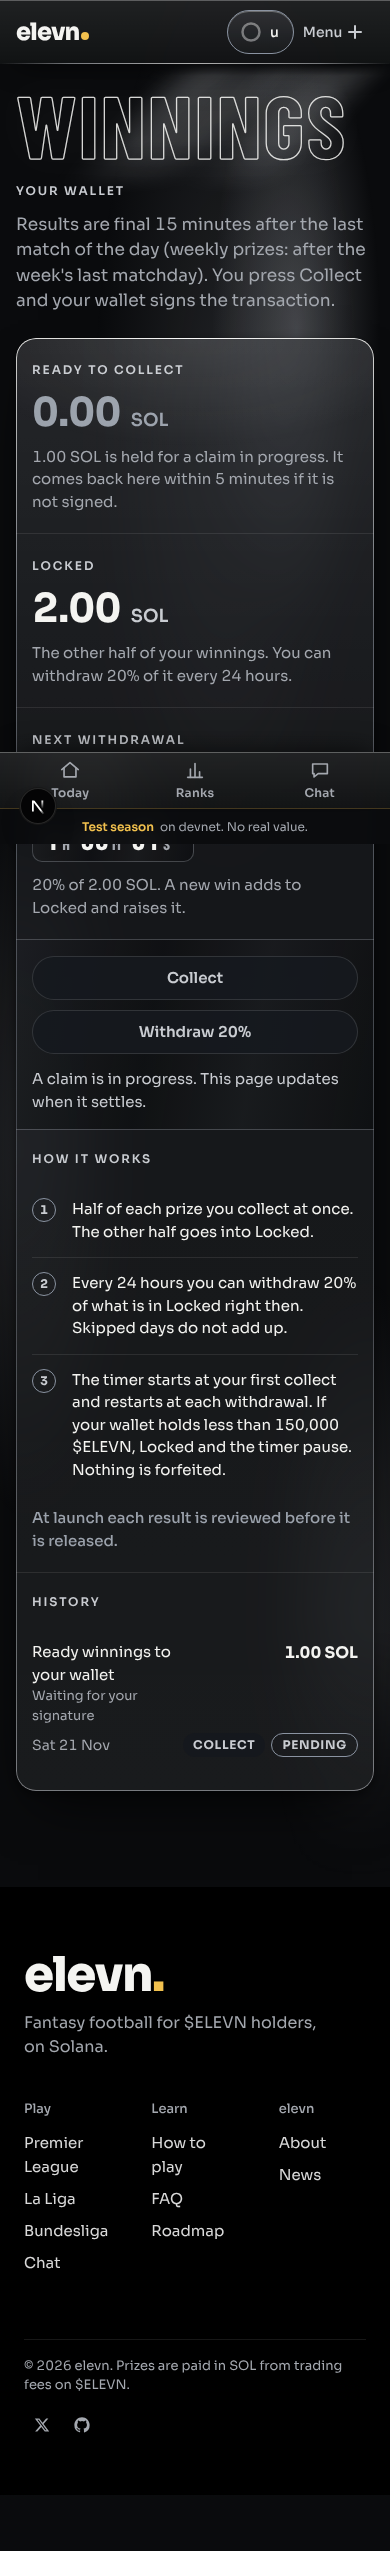 elevn.
u
Menu
WINNINGS
YOUR WALLET
Results are final 15 minutes after the last
match of the day (weekly prizes: after the
week's last matchday). You press Collect
and your wallet signs the transaction.
READY TO COLLECT
0.00 SOL
1.00 SOL is held for a claim in progress. It
comes back here within 5 minutes if it is
not signed.
LOCKED
2.00 SOL
The other half of your winnings. You can
withdraw 20% of it every 24 hours.
NEXT WITHDRAWAL
Today
Ranks
Chat
N
Test season on devnet. No real value.
20% of 2.00 SOL. A new win adds to
Locked and raises it.
Collect
Withdraw 20%
A claim is in progress. This page updates
when it settles.
HOW IT WORKS
1 Half of each prize you collect at once.
The other half goes into Locked.
2 Every 24 hours you can withdraw 20%
of what is in Locked right then.
Skipped days do not add up.
3 The timer starts at your first collect
and restarts at each withdrawal. If
your wallet holds less than 150,000
$ELEVN, Locked and the timer pause.
Nothing is forfeited.
At launch each result is reviewed before it
is released.
HISTORY
Ready winnings to
your wallet
1.00 SOL
Waiting for your
signature
Sat 21 Nov
COLLECT
PENDING
elevn.
Fantasy football for $ELEVN holders,
on Solana.
Play
Premier
League
La Liga
Bundesliga
Chat
Learn
How to
play
FAQ
Roadmap
elevn
About
News
© 2026 elevn. Prizes are paid in SOL from trading
fees on $ELEVN.